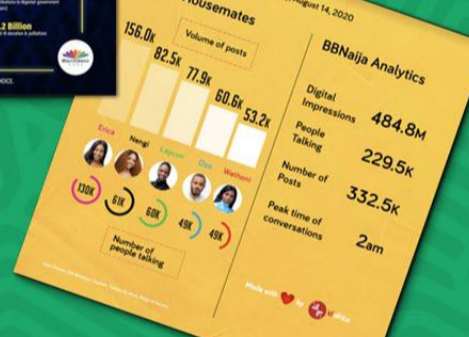 .2 Billion
Housemates
August 14, 2020
Volume of posts
156.0K
82.5K
77.9K
60.6K
53.2K
Erica
Nengi
Laycon
Ozo
Wathoni
130K
61K
60K
49K
49K
Number of
people talking
BBNaija Analytics
Digital
Impressions
484.8M
People
Talking
229.5K
Number of
Posts
332.5K
Peak time of
conversations
2am
Made with
by